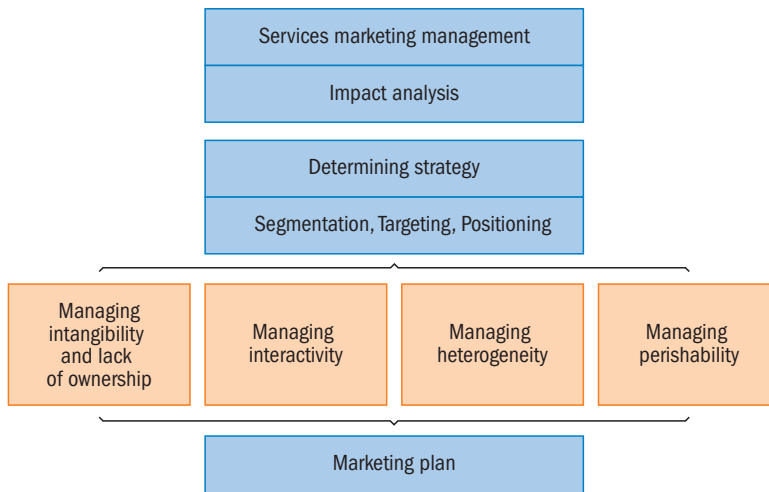 Services marketing management
Impact analysis
Determining strategy
Segmentation, Targeting, Positioning
Managing
intangibility
and lack
of ownership
Managing
interactivity
Managing
heterogeneity
Managing
perishability
Marketing plan